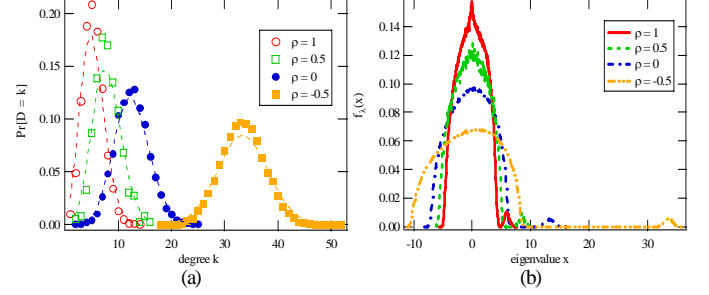 0.20
0.15
0.10
0.05
0.00
Pr[D = k]
ρ = 1
ρ = 0.5
ρ = 0
ρ = -0.5
10
20
30
40
50
degree k
(a)
0.14
0.12
0.10
0.08
0.06
0.04
0.02
0.00
fλ(x)
ρ = 1
ρ = 0.5
ρ = 0
ρ = -0.5
-10
0
10
20
30
eigenvalue x
(b)